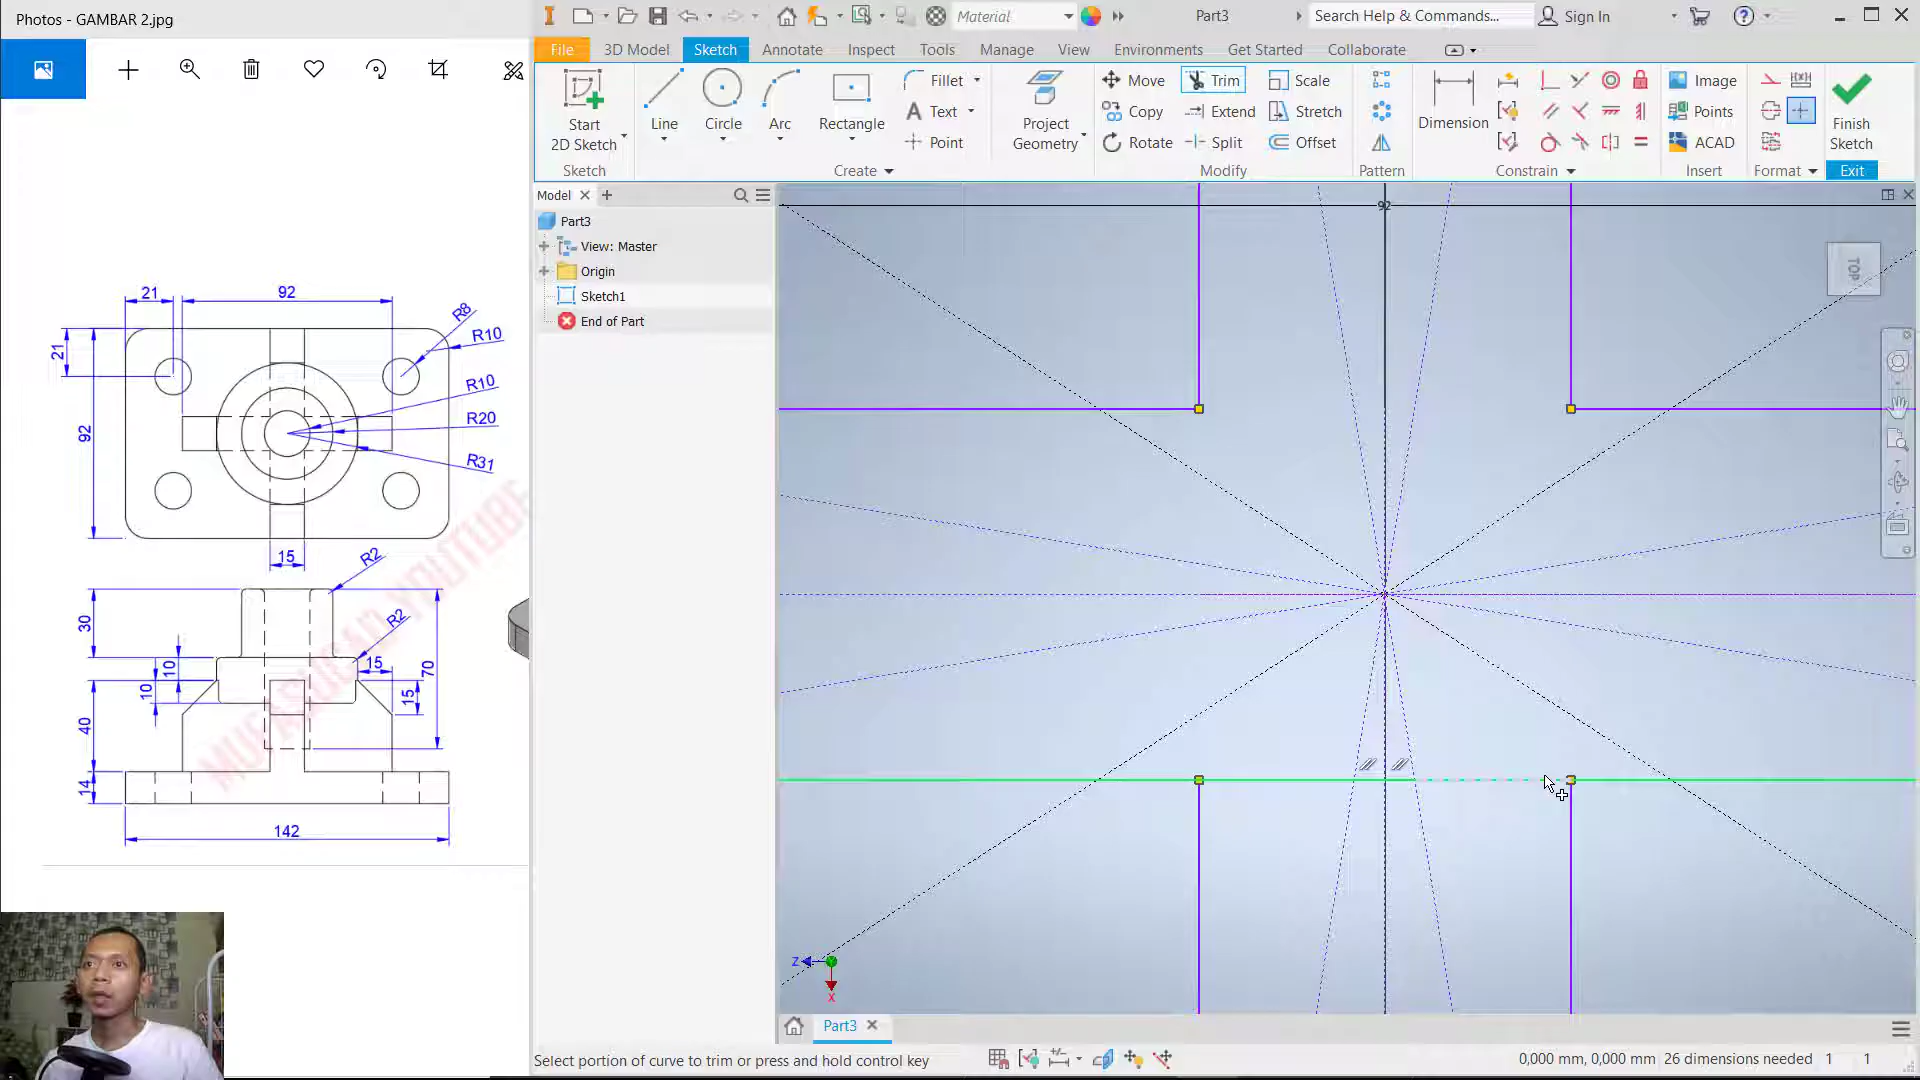 Photos - GAMBAR 2.jpg
Material
Part3
Search Help & Commands...
Sign In
File
3D Model
Sketch
Annotate
Inspect
Tools
Manage
View
Environments
Get Started
Collaborate
Start
2D Sketch
Line
Circle
Arc
Rectangle
Fillet
Text
Point
Project
Geometry
Move
Copy
Rotate
Trim
Extend
Split
Scale
Stretch
Offset
Dimension
Image
Points
ACAD
Finish
Sketch
Sketch
Create
Modify
Pattern
Constrain
Insert
Format
Exit
Model
Part3
View: Master
Origin
Sketch1
End of Part
92
TOP
21
92
R8
R10
21
R10
92
R20
R31
15
R2
30
R2
10
15
70
10
15
40
14
142
MUFASUCAD YOUTUBE
Z
X
Part3
Select portion of curve to trim or press and hold control key
0,000 mm, 0,000 mm
26 dimensions needed
1
1